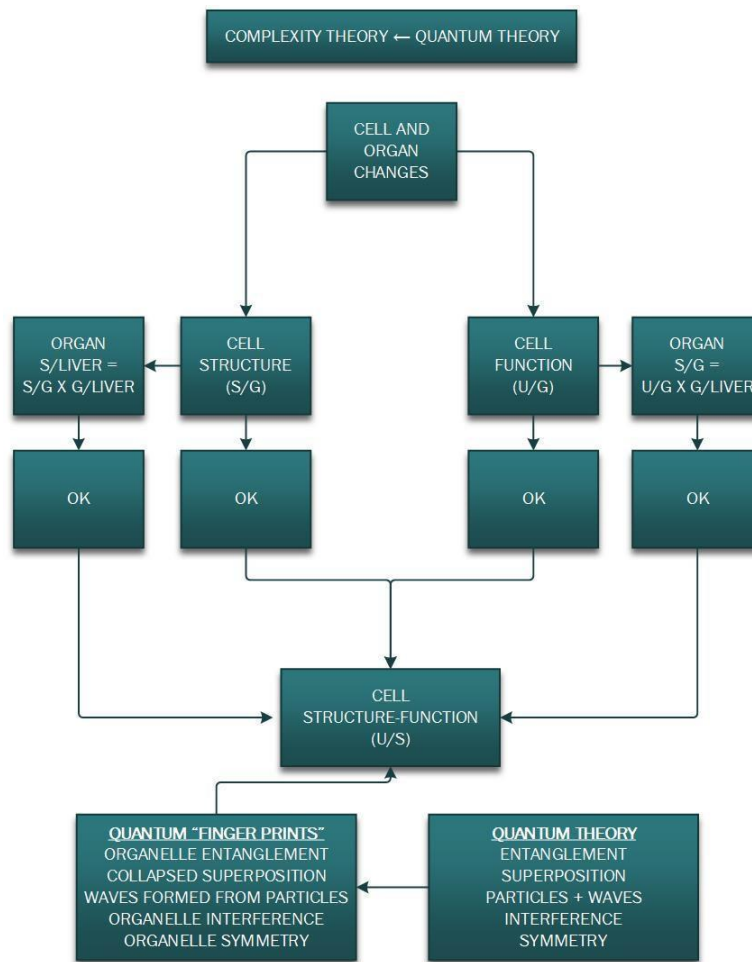 COMPLEXITY THEORY ← QUANTUM THEORY
CELL AND
ORGAN
CHANGES
ORGAN
S/LIVER =
S/G X G/LIVER
CELL
STRUCTURE
(S/G)
CELL
FUNCTION
(U/G)
ORGAN
S/G =
U/G X G/LIVER
OK
OK
OK
OK
CELL
STRUCTURE-FUNCTION
(U/S)
QUANTUM “FINGER PRINTS”
ORGANELLE ENTANGLEMENT
COLLAPSED SUPERPOSITION
WAVES FORMED FROM PARTICLES
ORGANELLE INTERFERENCE
ORGANELLE SYMMETRY
QUANTUM THEORY
ENTANGLEMENT
SUPERPOSITION
PARTICLES + WAVES
INTERFERENCE
SYMMETRY